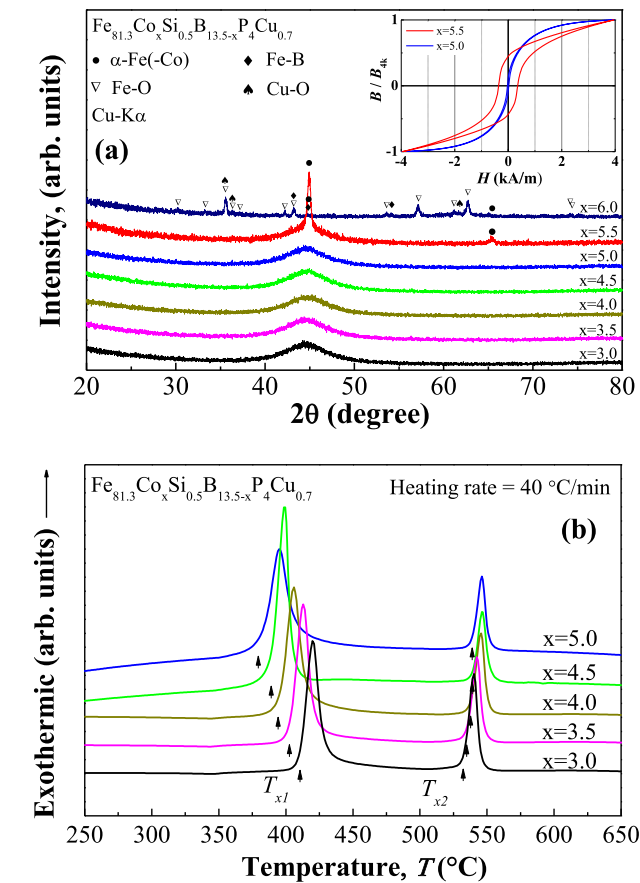 Fe81.3CoxSi0.5B13.5-xP4Cu0.7
● α-Fe(-Co) ♦ Fe-B
▽ Fe-O ♠ Cu-O
Cu-Kα
(a)
x=5.5
x=5.0
B / B4k
1
0
-1
-4 -2 0 2 4
H (kA/m)
x=6.0
x=5.5
x=5.0
x=4.5
x=4.0
x=3.5
x=3.0
Intensity, (arb. units)
20 30 40 50 60 70 80
2θ (degree)
Fe81.3CoxSi0.5B13.5-xP4Cu0.7
Heating rate = 40 °C/min
(b)
x=5.0
x=4.5
x=4.0
x=3.5
x=3.0
Tx1 Tx2
Exothermic (arb. units)
250 300 350 400 450 500 550 600 650
Temperature, T (°C)